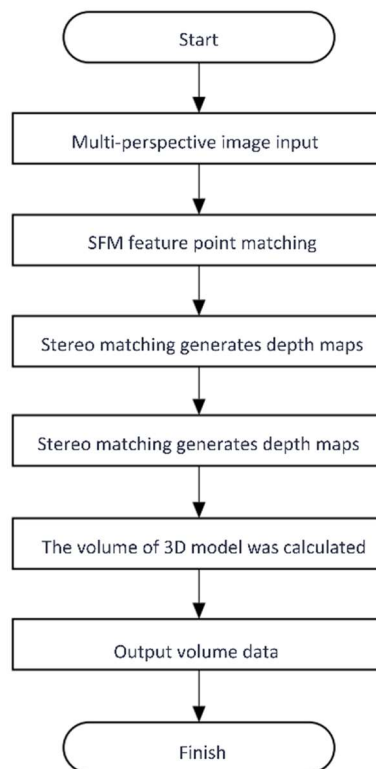 Start
Multi-perspective image input
SFM feature point matching
Stereo matching generates depth maps
Stereo matching generates depth maps
The volume of 3D model was calculated
Output volume data
Finish